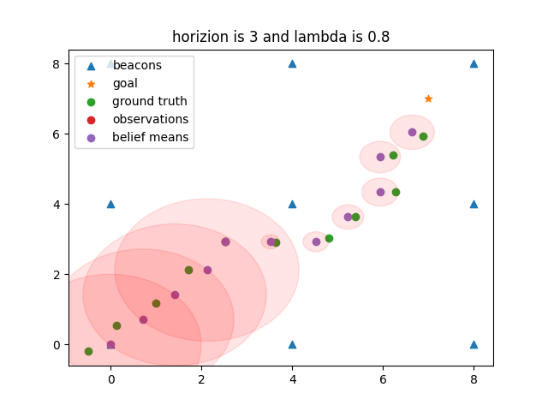 horizion is 3 and lambda is 0.8
8
6
4
2
0
beacons
goal
ground truth
observations
belief means
0
2
4
6
8